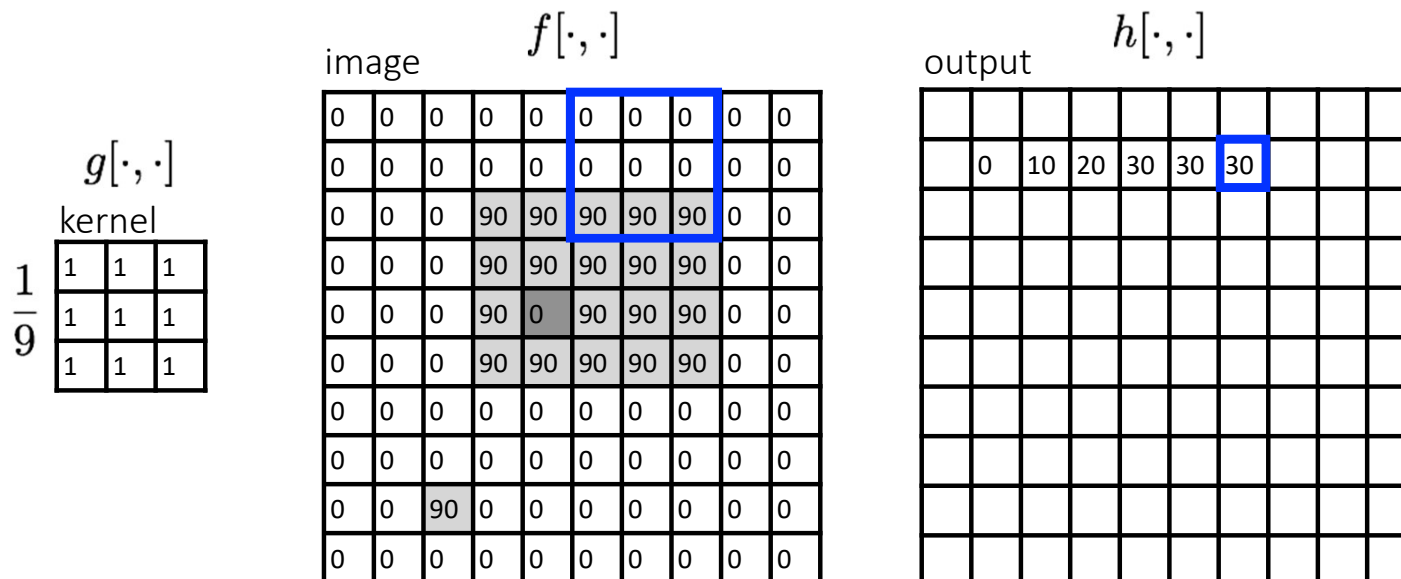 f[·,·]
h[·,·]
image
output
g[·,·]
kernel
1/9
1 1 1
1 1 1
1 1 1
0 0 0 0 0 0 0 0 0 0
0 0 0 0 0 0 0 0 0 0
0 0 0 90 90 90 90 90 0 0
0 0 0 90 90 90 90 90 0 0
0 0 0 90 0 90 90 90 0 0
0 0 0 90 90 90 90 90 0 0
0 0 0 0 0 0 0 0 0 0
0 0 0 0 0 0 0 0 0 0
0 0 90 0 0 0 0 0 0 0
0 0 0 0 0 0 0 0 0 0
0 10 20 30 30 30